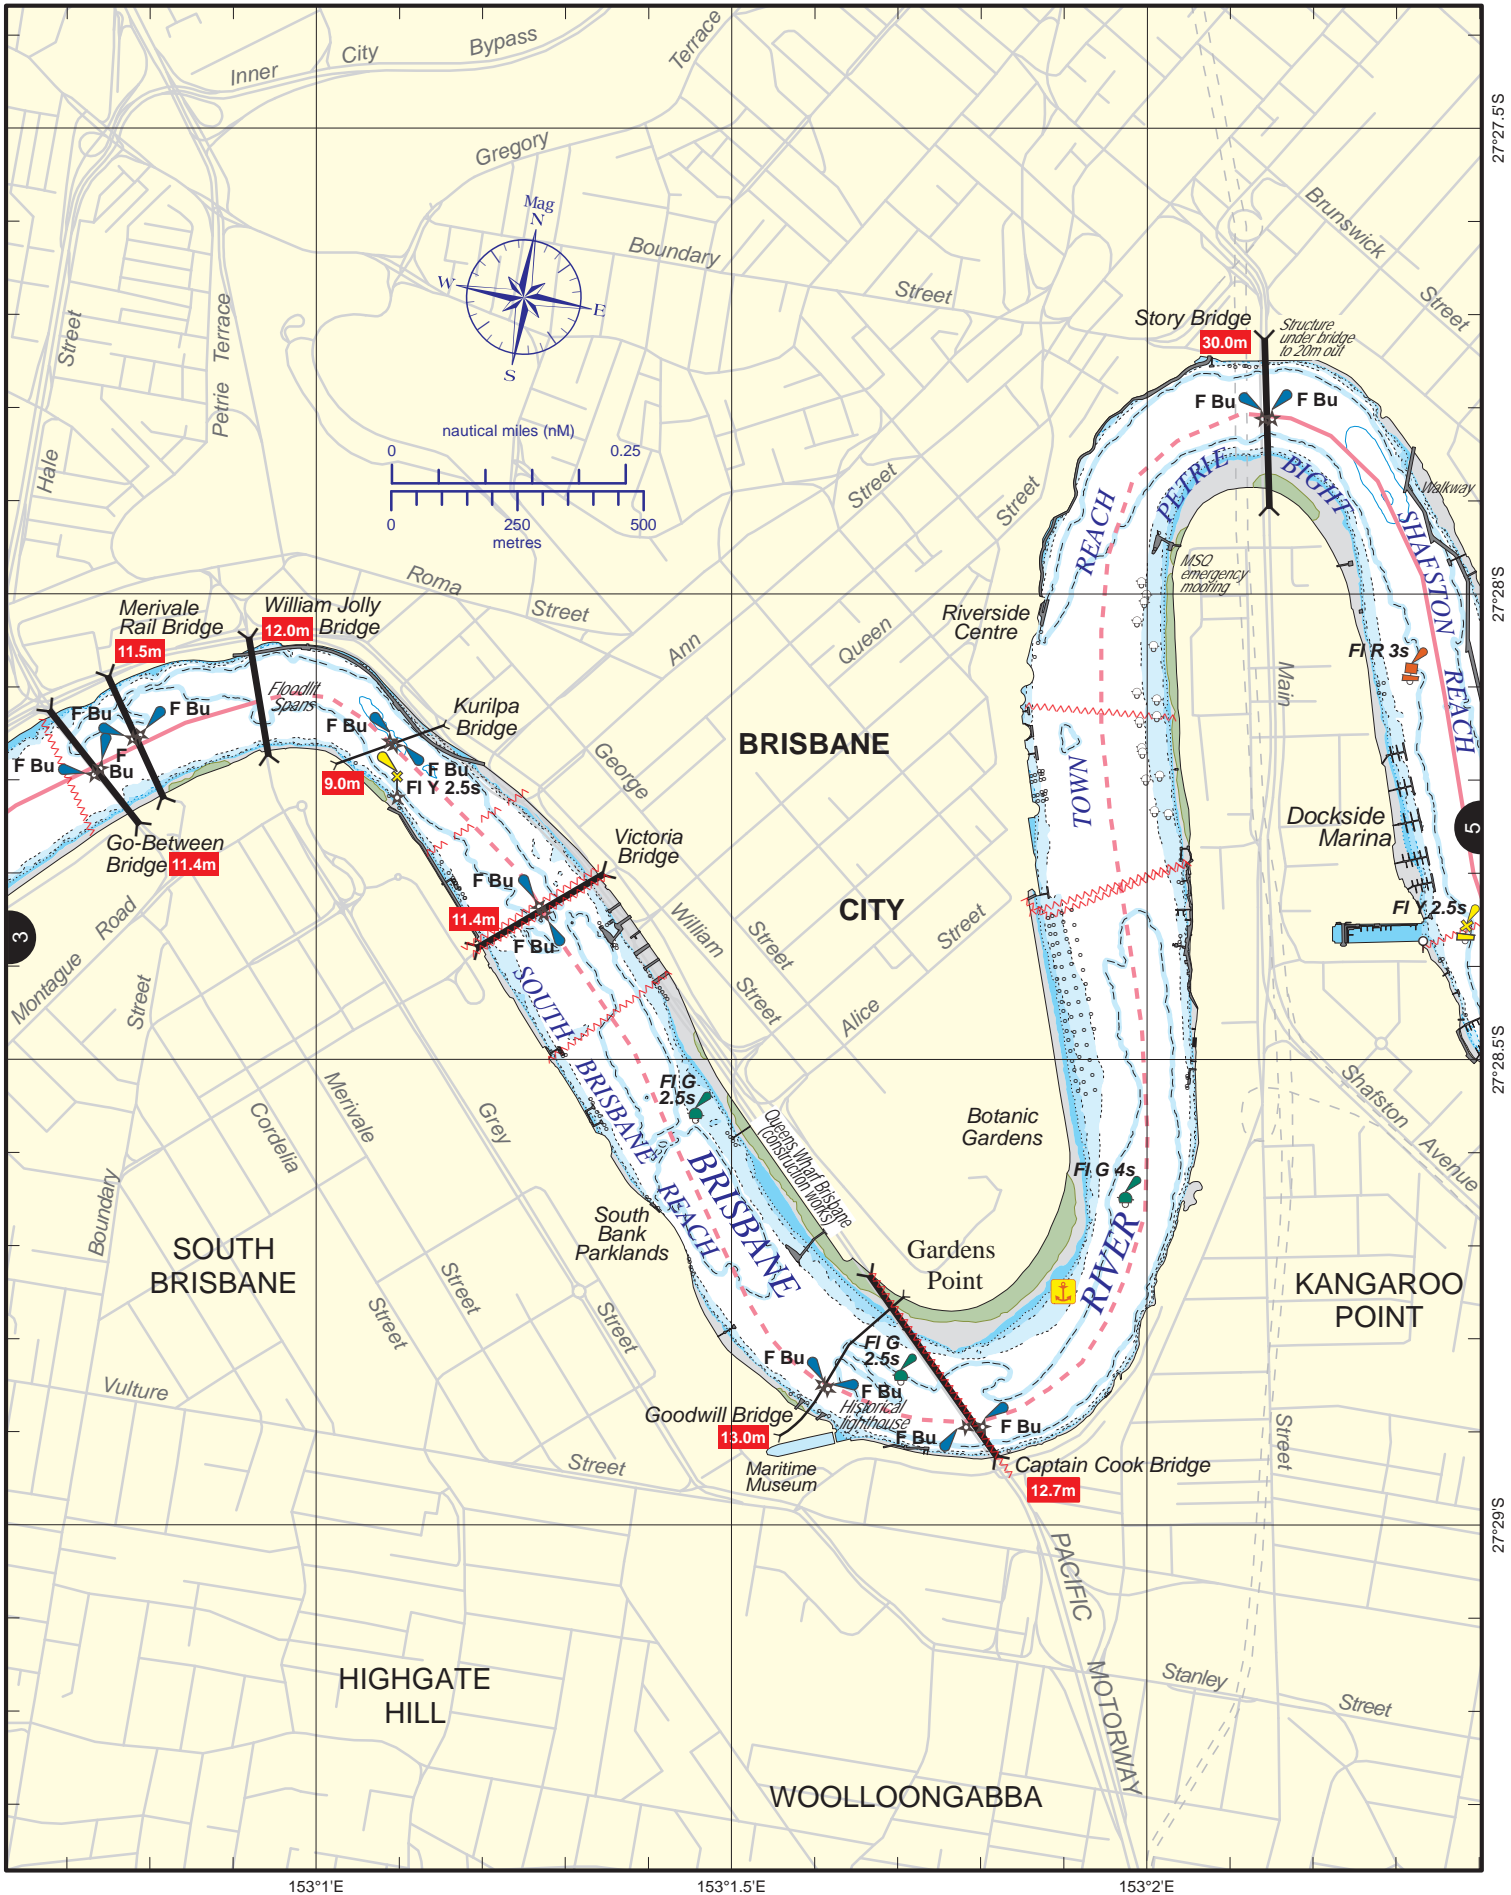 Inner
City
Bypass
Terrace
27°27.5'S
Gregory
Mag
N
W
E
S
Boundary
Street
Brunswick
Street
Street
Petrie Terrace
Hale
nautical miles (nM)
0
0.25
0
250
500
metres
Story Bridge
30.0m
Structure
under bridge
to 20m out
F Bu
F Bu
Walkway
Street
Street
REACH
PETRIE
BIGHT
SHAFSTON
REACH
MSQ
emergency
mooring
27°28'S
Roma
Street
Ann
Queen
Riverside
Centre
Merivale
Rail Bridge
11.5m
William Jolly
12.0m
Bridge
Floodlit
Spans
F Bu
F Bu
F
Bu
F Bu
F Bu
Kurilpa
Bridge
F Bu
Fl Y 2.5s
9.0m
George
BRISBANE
TOWN
Main
Fl R 3s
Dockside
Marina
5
Go-Between
Bridge
11.4m
Victoria
Bridge
F Bu
11.4m
F Bu
CITY
William
Street
Street
Street
Alice
Fl Y 2.5s
3
Road
Montague
Street
SOUTH
BRISBANE
REACH
27°28.5'S
Shafston
Avenue
Merivale
Cordelia
Grey
Boundary
Fl G
2.5s
Queens Wharf Brisbane
(construction works)
Botanic
Gardens
Fl G 4s
BRISBANE
RIVER
South
Bank
Parklands
SOUTH
BRISBANE
Gardens
Point
KANGAROO
POINT
Street
Street
Street
Vulture
Fl G
2.5s
F Bu
F Bu
Historical
lighthouse
F Bu
F Bu
Goodwill Bridge
13.0m
Maritime
Museum
Street
Captain Cook Bridge
12.7m
Street
27°29'S
PACIFIC
MOTORWAY
HIGHGATE
HILL
Stanley
Street
WOOLLOONGABBA
153°1'E
153°1.5'E
153°2'E